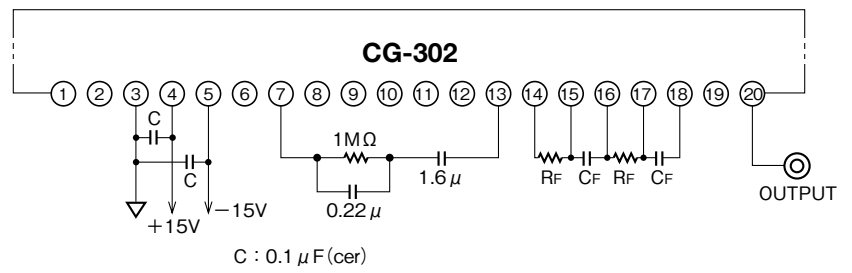 CG-302
1 2 3 4 5 6 7 8 9 10 11 12 13 14 15 16 17 18 19 20
C
C
1MΩ
0.22μ
1.6μ
RF CF RF CF
OUTPUT
+15V
−15V
C : 0.1μF(cer)